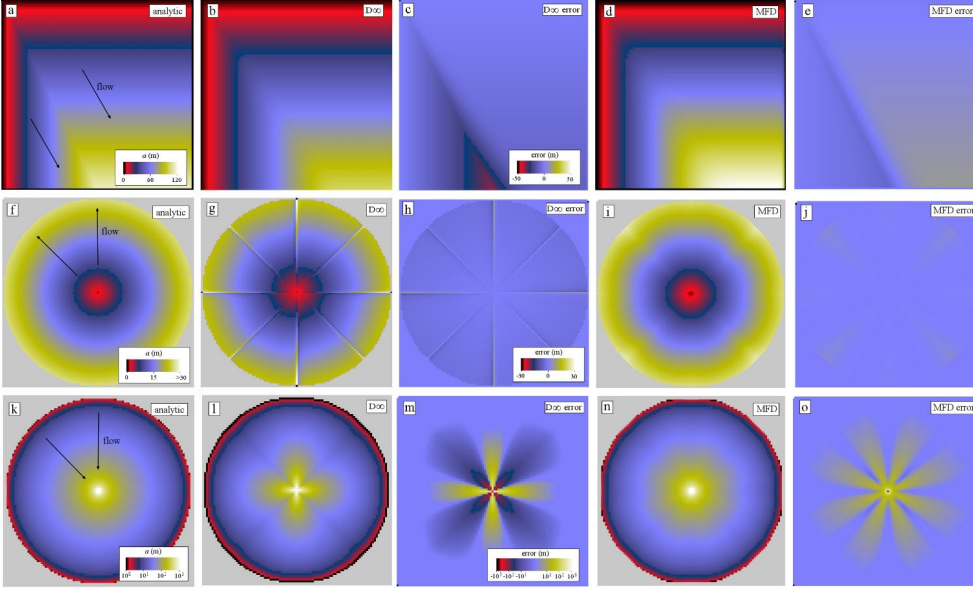 a
analytic
flow
a (m)
0 60 120
b
D∞
c
D∞ error
error (m)
-50 0 50
d
MFD
e
MFD error
f
analytic
flow
a (m)
0 15 >30
g
D∞
h
D∞ error
error (m)
-30 0 30
i
MFD
j
MFD error
k
analytic
flow
a (m)
10⁰ 10¹ 10² 10³
l
D∞
m
D∞ error
error (m)
-10³ -10² -10¹ 10¹ 10² 10³
n
MFD
o
MFD error